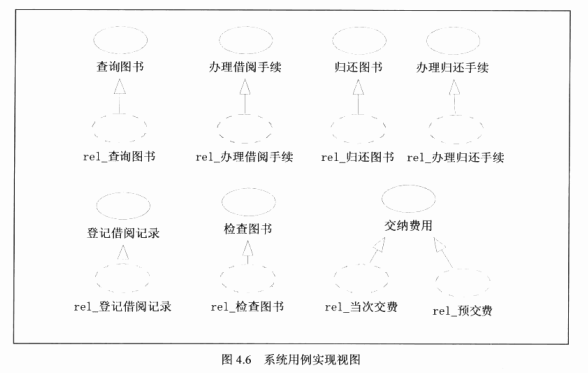 查询图书 办理借阅手续 归还图书 办理归还手续
rel_查询图书 rel_办理借阅手续 rel_归还图书 rel_办理归还手续
登记借阅记录 检查图书 交纳费用
rel_登记借阅记录 rel_检查图书 rel_当次交费 rel_预交费
图 4.6 系统用例实现视图